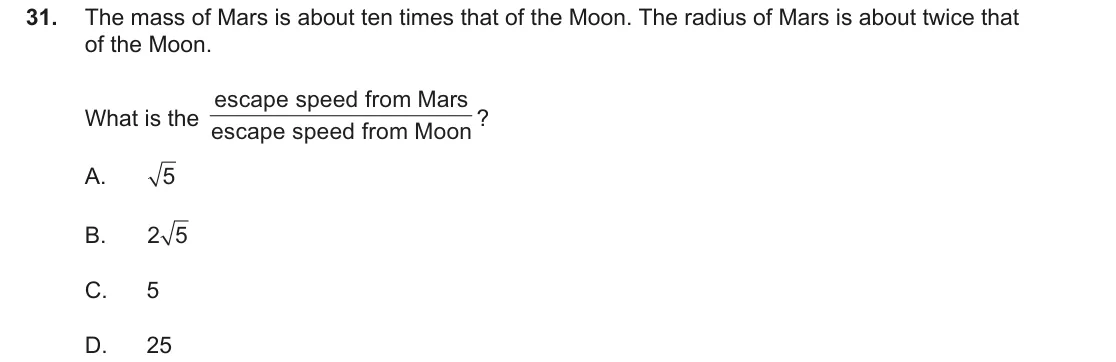 31. The mass of Mars is about ten times that of the Moon. The radius of Mars is about twice that
of the Moon.
What is the escape speed from Mars / escape speed from Moon ?
A. √5
B. 2√5
C. 5
D. 25